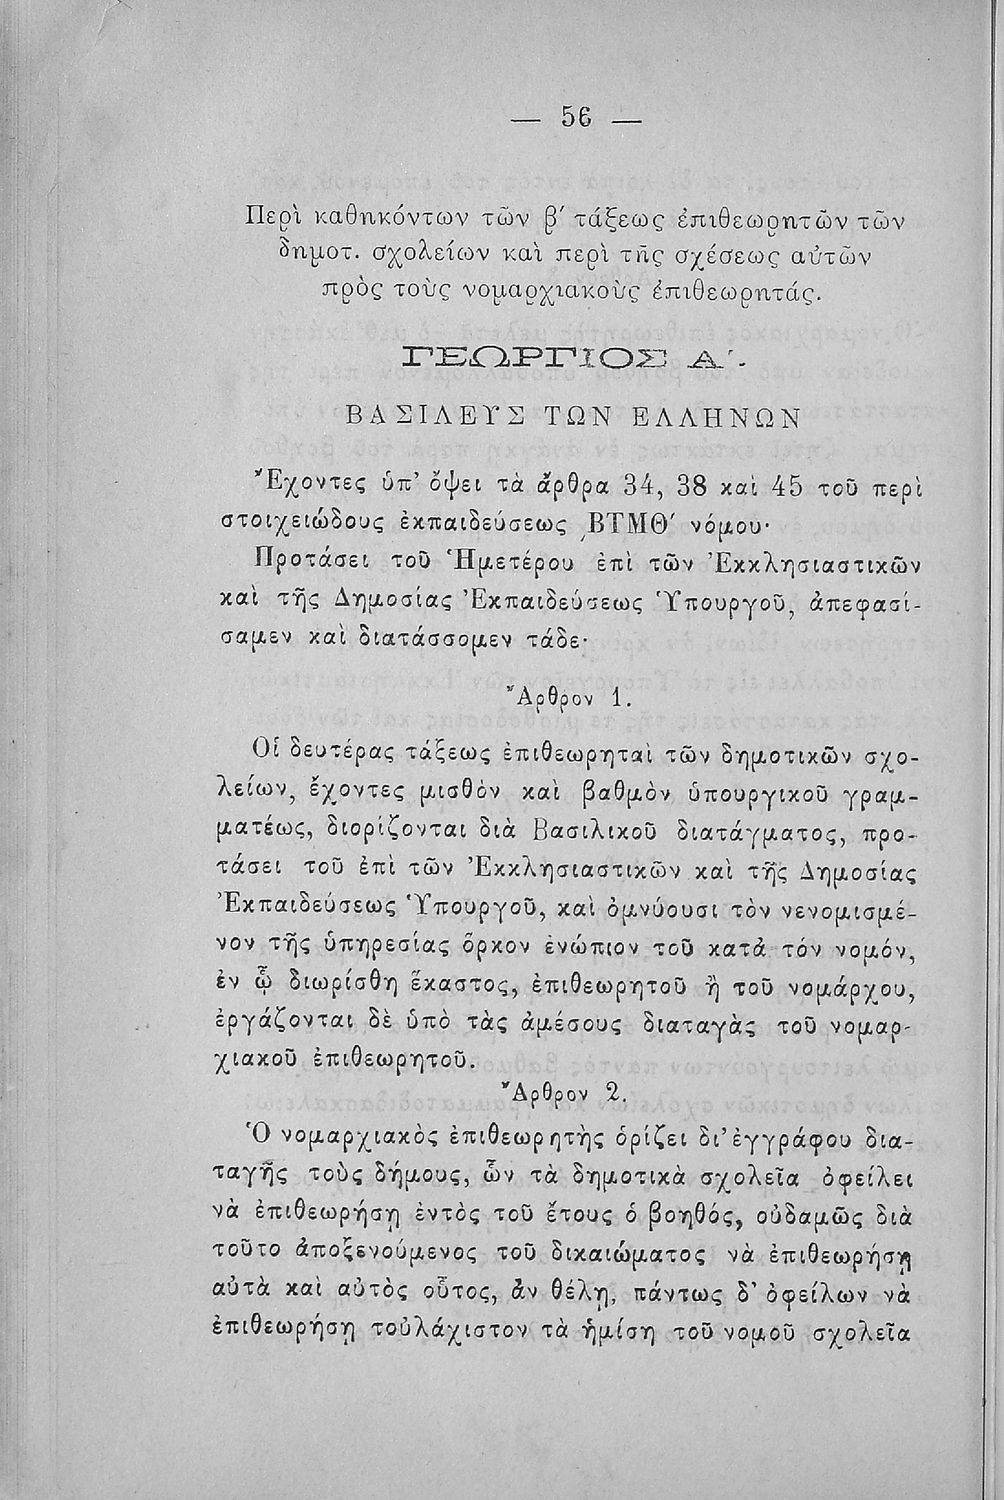 — 56 —
Περὶ καθηκόντων τῶν β΄ τάξεως ἐπιθεωρητῶν τῶν
δημοτ. σχολείων καὶ περὶ τῆς σχέσεως αὐτῶν
πρὸς τοὺς νομαρχιακοὺς ἐπιθεωρητάς.
ΓΕΩΡΓΙΟΣ Α΄.
ΒΑΣΙΛΕΥΣ ΤΩΝ ΕΛΛΗΝΩΝ
Ἔχοντες ὑπ’ ὄψει τὰ ἄρθρα 34, 38 καὶ 45 τοῦ περὶ
στοιχειώδους ἐκπαιδεύσεως ͵ΒΤΜΘ΄ νόμου·
Προτάσει τοῦ Ἡμετέρου ἐπὶ τῶν Ἐκκλησιαστικῶν
καὶ τῆς Δημοσίας Ἐκπαιδεύσεως Ὑπουργοῦ, ἀπεφασί-
σαμεν καὶ διατάσσομεν τάδε·
Ἄρθρον 1.
Οἱ δευτέρας τάξεως ἐπιθεωρηταὶ τῶν δημοτικῶν σχο-
λείων, ἔχοντες μισθὸν καὶ βαθμὸν ὑπουργικοῦ γραμ-
ματέως, διορίζονται διὰ Βασιλικοῦ διατάγματος, προ-
τάσει τοῦ ἐπὶ τῶν Ἐκκλησιαστικῶν καὶ τῆς Δημοσίας
Ἐκπαιδεύσεως Ὑπουργοῦ, καὶ ὀμνύουσι τὸν νενομισμέ-
νον τῆς ὑπηρεσίας ὅρκον ἐνώπιον τοῦ κατὰ τόν νομόν,
ἐν ᾧ διωρίσθη ἕκαστος, ἐπιθεωρητοῦ ἢ τοῦ νομάρχου,
ἐργάζονται δὲ ὑπὸ τὰς ἀμέσους διαταγὰς τοῦ νομαρ-
χιακοῦ ἐπιθεωρητοῦ.
Ἄρθρον 2.
Ὁ νομαρχιακὸς ἐπιθεωρητὴς ὁρίζει δι’ ἐγγράφου δια-
ταγῆς τοὺς δήμους, ὧν τὰ δημοτικὰ σχολεῖα ὀφείλει
νὰ ἐπιθεωρήσῃ ἐντὸς τοῦ ἔτους ὁ βοηθός, οὐδαμῶς διὰ
τοῦτο ἀποξενούμενος τοῦ δικαιώματος νὰ ἐπιθεωρήσῃ
αὐτὰ καὶ αὐτὸς οὗτος, ἄν θέλῃ, πάντως δ’ ὀφείλων νὰ
ἐπιθεωρήσῃ τοὐλάχιστον τὰ ἡμίση τοῦ νομοῦ σχολεῖα